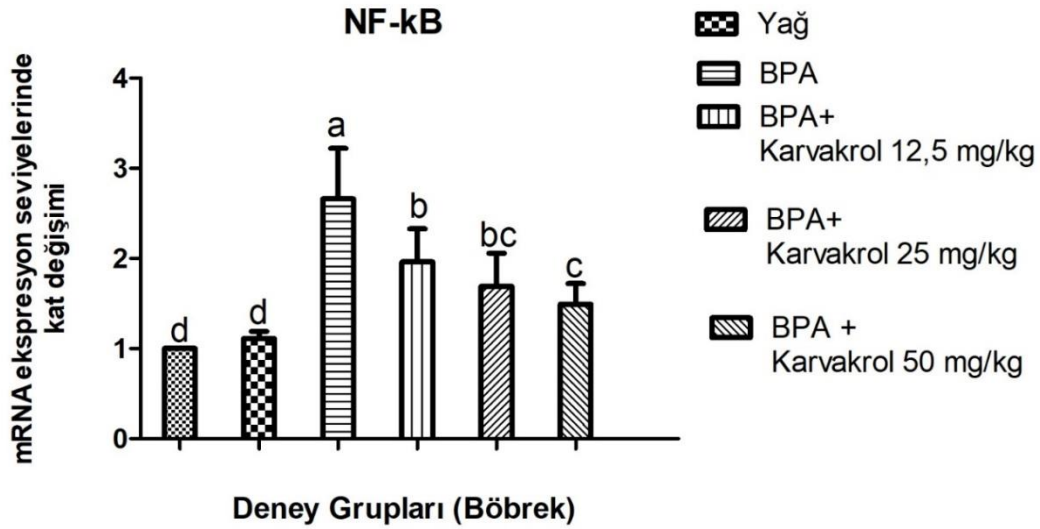 NF-kB
mRNA ekspresyon seviyelerinde
kat değişimi
4
3
2
1
0
d
d
a
b
bc
c
Deney Grupları (Böbrek)
Yağ
BPA
BPA+
Karvakrol 12,5 mg/kg
BPA+
Karvakrol 25 mg/kg
BPA +
Karvakrol 50 mg/kg